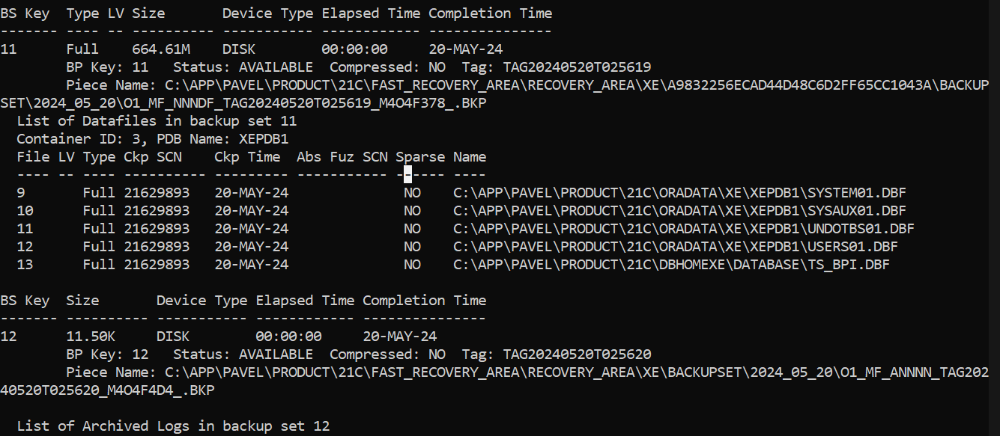 BS Key  Type LV Size       Device Type Elapsed Time Completion Time
------- ---- -- ---------- ----------- ------------ ---------------
11      Full    664.61M    DISK        00:00:00     20-MAY-24
        BP Key: 11   Status: AVAILABLE  Compressed: NO  Tag: TAG20240520T025619
        Piece Name: C:\APP\PAVEL\PRODUCT\21C\FAST_RECOVERY_AREA\RECOVERY_AREA\XE\A9832256ECAD44D48C6D2FF65CC1043A\BACKUP
SET\2024_05_20\O1_MF_NNNDF_TAG20240520T025619_M4O4F378_.BKP
  List of Datafiles in backup set 11
  Container ID: 3, PDB Name: XEPDB1
  File LV Type Ckp SCN    Ckp Time  Abs Fuz SCN Sparse Name
  ---- -- ---- ---------- --------- ----------- ------ ----
  9       Full 21629893   20-MAY-24              NO    C:\APP\PAVEL\PRODUCT\21C\ORADATA\XE\XEPDB1\SYSTEM01.DBF
  10      Full 21629893   20-MAY-24              NO    C:\APP\PAVEL\PRODUCT\21C\ORADATA\XE\XEPDB1\SYSAUX01.DBF
  11      Full 21629893   20-MAY-24              NO    C:\APP\PAVEL\PRODUCT\21C\ORADATA\XE\XEPDB1\UNDOTBS01.DBF
  12      Full 21629893   20-MAY-24              NO    C:\APP\PAVEL\PRODUCT\21C\ORADATA\XE\XEPDB1\USERS01.DBF
  13      Full 21629893   20-MAY-24              NO    C:\APP\PAVEL\PRODUCT\21C\DBHOMEXE\DATABASE\TS_BPI.DBF

BS Key  Size       Device Type Elapsed Time Completion Time
------- ---------- ----------- ------------ ---------------
12      11.50K     DISK        00:00:00     20-MAY-24
        BP Key: 12   Status: AVAILABLE  Compressed: NO  Tag: TAG20240520T025620
        Piece Name: C:\APP\PAVEL\PRODUCT\21C\FAST_RECOVERY_AREA\RECOVERY_AREA\XE\BACKUPSET\2024_05_20\O1_MF_ANNNN_TAG202
40520T025620_M4O4F4D4_.BKP

  List of Archived Logs in backup set 12